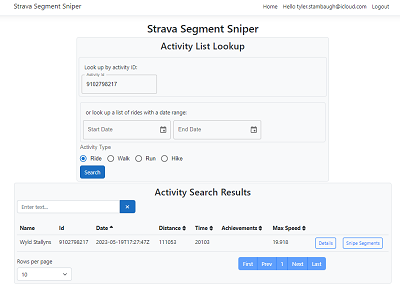 Strava Segment Sniper
Home Hello tyler.stambaugh@icloud.com Logout
Strava Segment Sniper
Activity List Lookup
Look up by activity ID:
Activity Id
9102798217
or look up a list of rides with a date range:
Start Date End Date
Activity Type
Ride Walk Run Hike
Search
Activity Search Results
Enter text...
Name Id Date Distance Time Achievements Max Speed
Wyld Stallyns 9102798217 2023-05-19T17:27:47Z 111053 20103 19.918 Details Snipe Segments
Rows per page
10
First Prev 1 Next Last